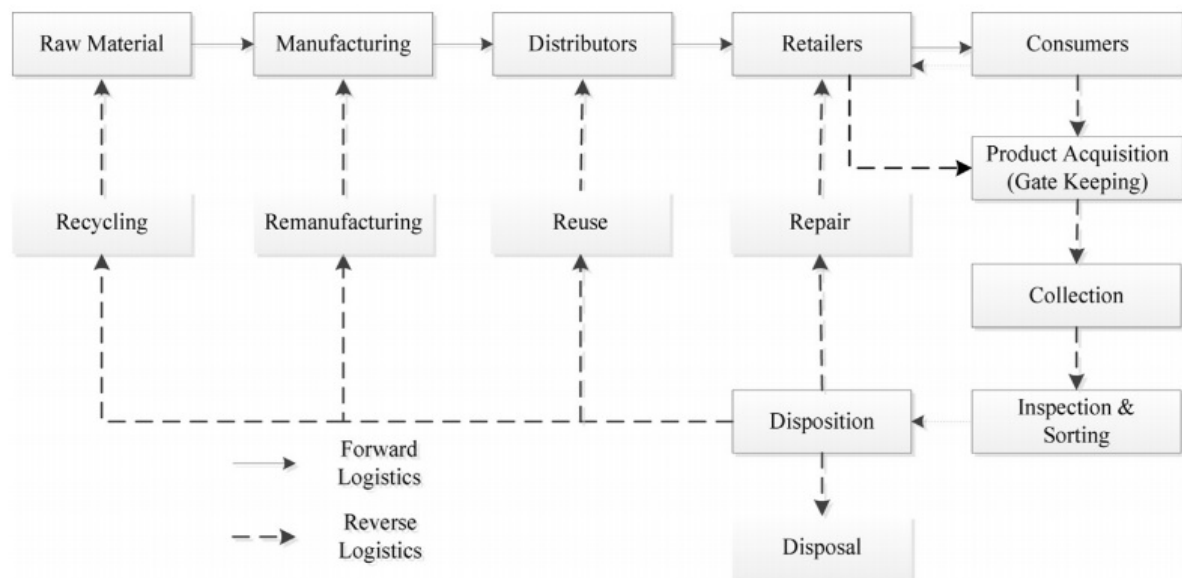 Raw Material
Manufacturing
Distributors
Retailers
Consumers
Product Acquisition
(Gate Keeping)
Recycling
Remanufacturing
Reuse
Repair
Collection
Disposition
Inspection &
Sorting
Forward
Logistics
Reverse
Logistics
Disposal